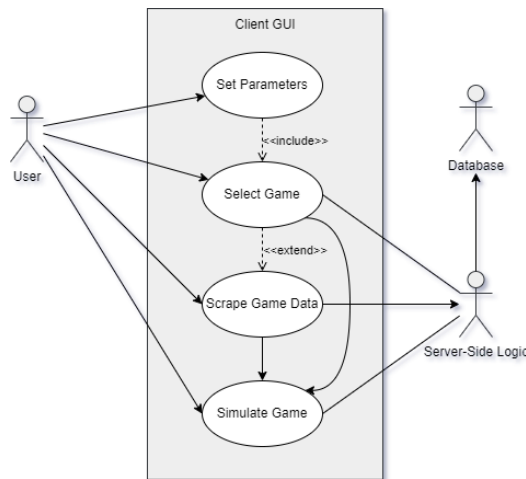 Client GUI
Set Parameters
<<include>>
User
Database
Select Game
<<extend>>
Scrape Game Data
Server-Side Logic
Simulate Game